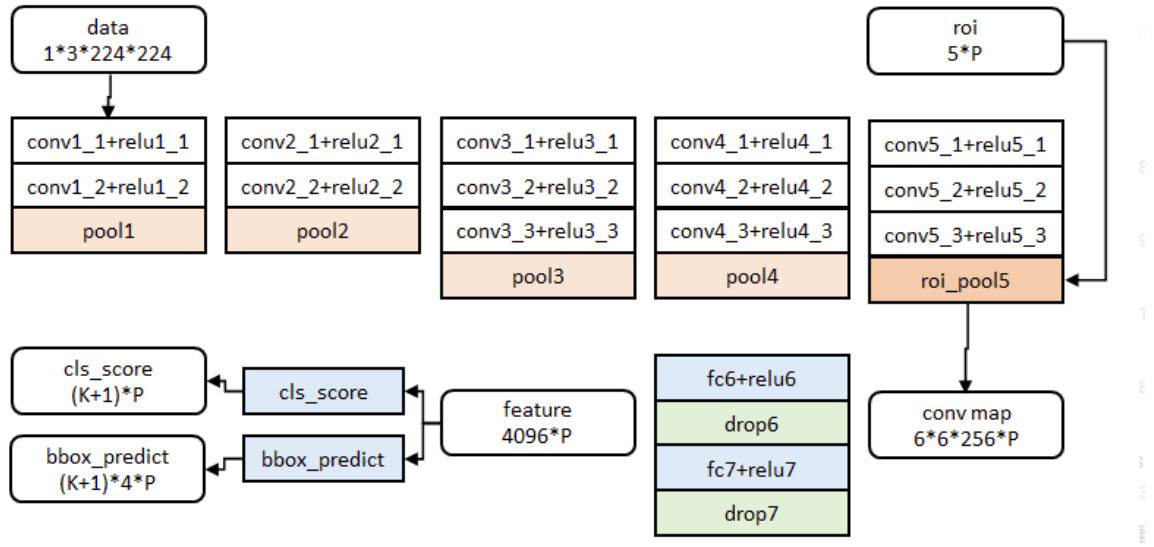 data
1*3*224*224
roi
5*P
conv1_1+relu1_1
conv1_2+relu1_2
pool1
conv2_1+relu2_1
conv2_2+relu2_2
pool2
conv3_1+relu3_1
conv3_2+relu3_2
conv3_3+relu3_3
pool3
conv4_1+relu4_1
conv4_2+relu4_2
conv4_3+relu4_3
pool4
conv5_1+relu5_1
conv5_2+relu5_2
conv5_3+relu5_3
roi_pool5
cls_score
(K+1)*P
bbox_predict
(K+1)*4*P
cls_score
bbox_predict
feature
4096*P
fc6+relu6
drop6
fc7+relu7
drop7
conv map
6*6*256*P